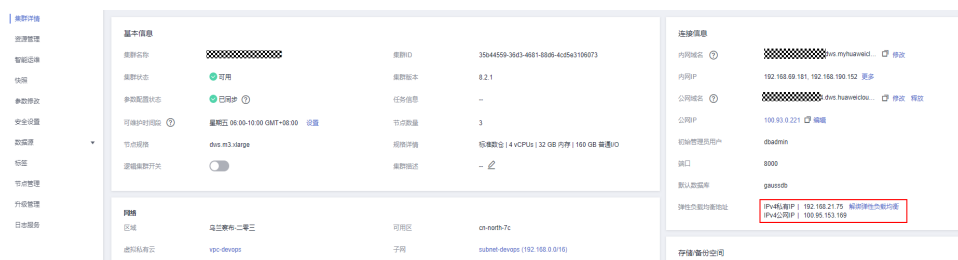 集群详情
资源管理
智能运维
快照
参数修改
安全设置
数据源
标签
节点管理
升级管理
日志服务
基本信息
集群名称
集群ID 35b44559-36d3-4681-88d6-4cd5e3106073
集群状态 可用
集群版本 8.2.1
参数配置状态 已同步
任务信息 --
可维护时间段 星期五 06:00-10:00 GMT+08:00 设置
节点数量 3
节点规格 dws.m3.xlarge
规格详情 标准数仓 | 4 vCPUs | 32 GB 内存 | 160 GB 普通I/O
逻辑集群开关
集群描述 --
网络
区域 乌兰察布-二零三
可用区 cn-north-7c
虚拟私有云 vpc-devops
子网 subnet-devops (192.168.0.0/16)
连接信息
内网域名 dws.myhuaweicl... 修改
内网IP 192.168.69.181, 192.168.190.152 更多
公网域名 dws.huaweiclou... 修改 释放
公网IP 100.93.0.221 编辑
初始管理员用户 dbadmin
端口 8000
默认数据库 gaussdb
弹性负载均衡地址 IPv4私有IP | 192.168.21.75 解绑弹性负载均衡
IPv4公网IP | 100.95.153.169
存储/备份空间